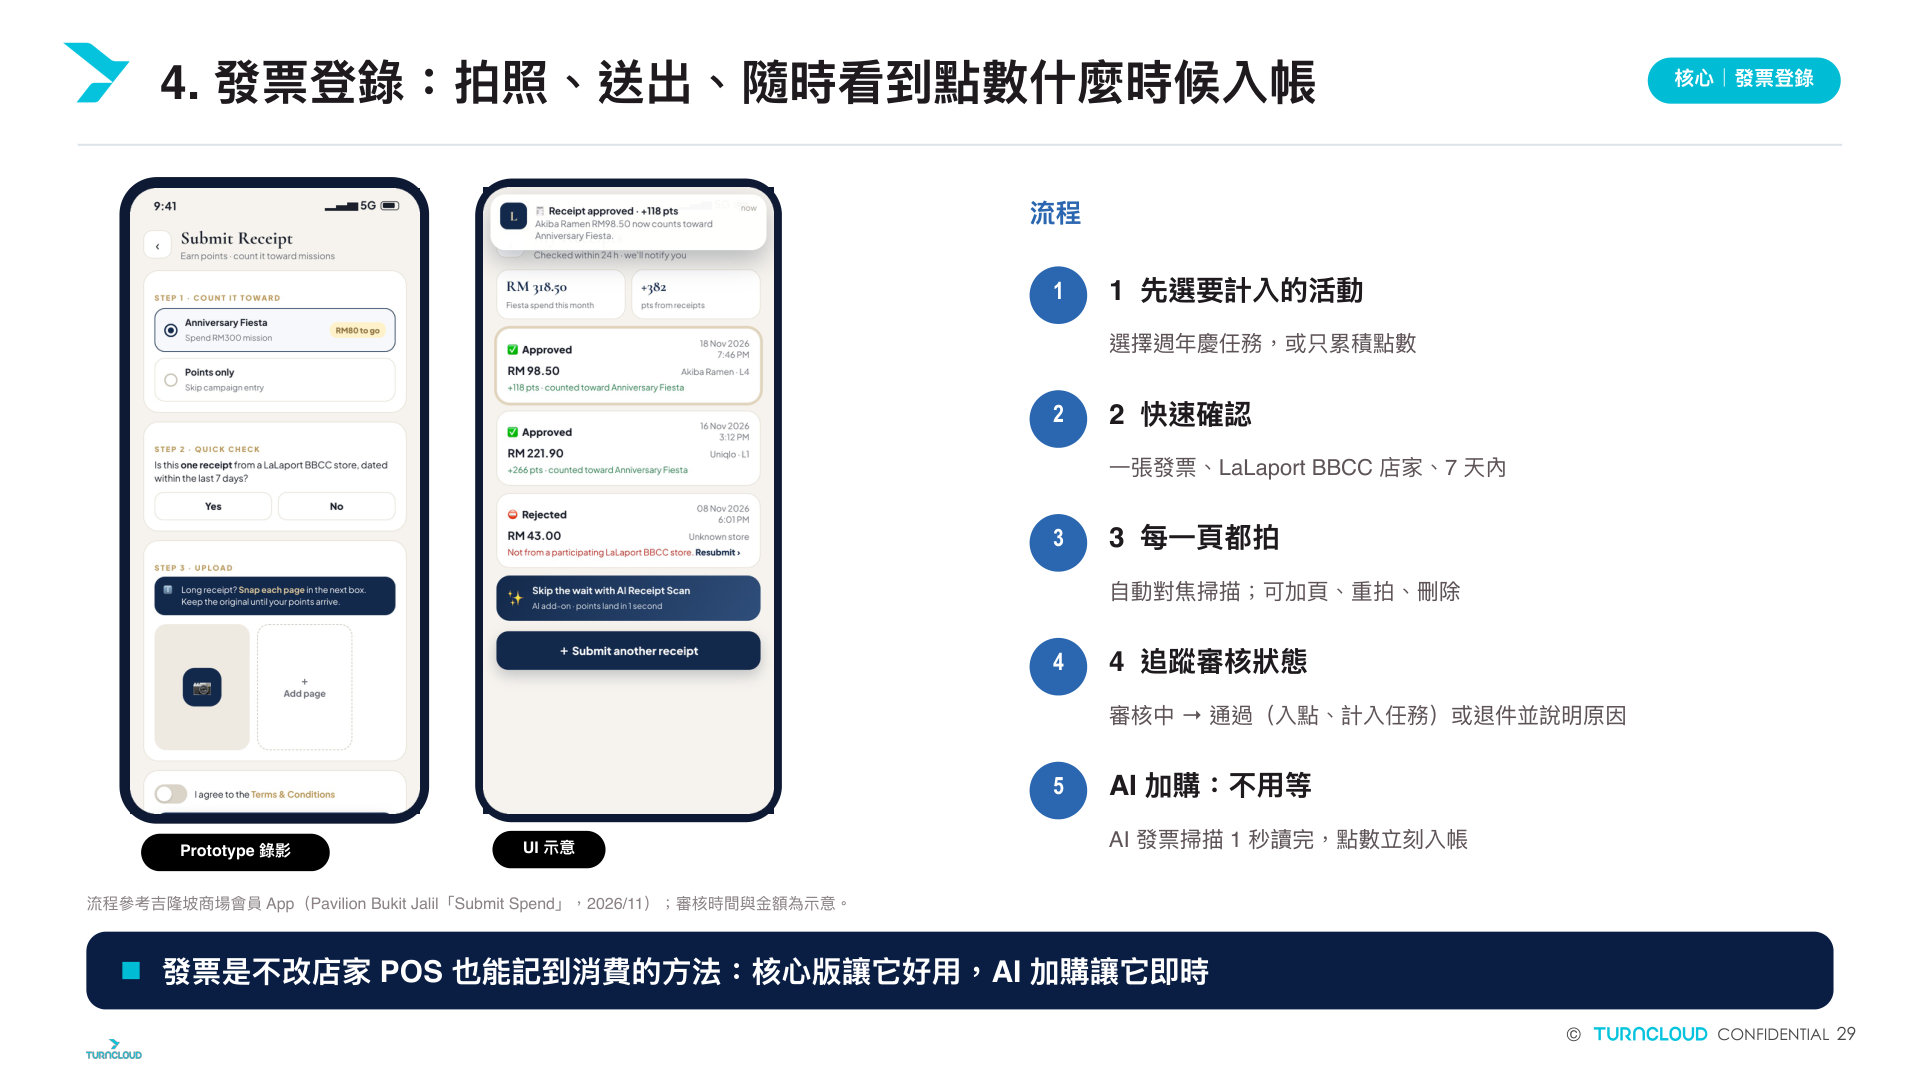 4. 發票登錄：拍照、送出、隨時看到點數什麼時候入帳
核心｜發票登錄
9:41
5G
‹
Submit Receipt
Earn points · count it toward missions
STEP 1 · COUNT IT TOWARD
Anniversary Fiesta
Spend RM300 mission
RM80 to go
Points only
Skip campaign entry
STEP 2 · QUICK CHECK
Is this one receipt from a LaLaport BBCC store, dated
within the last 7 days?
Yes
No
STEP 3 · UPLOAD
Long receipt? Snap each page in the next box.
Keep the original until your points arrive.
+
Add page
I agree to the Terms & Conditions
Prototype 錄影
L
Receipt approved · +118 pts
now
Akiba Ramen RM98.50 now counts toward
Anniversary Fiesta.
Checked within 24 h · we'll notify you
RM 318.50
Fiesta spend this month
+382
pts from receipts
Approved
18 Nov 2026
7:46 PM
RM 98.50
Akiba Ramen · L4
+118 pts · counted toward Anniversary Fiesta
Approved
16 Nov 2026
3:12 PM
RM 221.90
Uniqlo · L1
+266 pts · counted toward Anniversary Fiesta
Rejected
08 Nov 2026
6:01 PM
RM 43.00
Unknown store
Not from a participating LaLaport BBCC store. Resubmit ›
Skip the wait with AI Receipt Scan
AI add-on · points land in 1 second
+ Submit another receipt
UI 示意
流程
1
1 先選要計入的活動
選擇週年慶任務，或只累積點數
2
2 快速確認
一張發票、LaLaport BBCC 店家、7 天內
3
3 每一頁都拍
自動對焦掃描；可加頁、重拍、刪除
4
4 追蹤審核狀態
審核中 → 通過（入點、計入任務）或退件並說明原因
5
AI 加購：不用等
AI 發票掃描 1 秒讀完，點數立刻入帳
流程參考吉隆坡商場會員 App（Pavilion Bukit Jalil「Submit Spend」，2026/11）；審核時間與金額為示意。
發票是不改店家 POS 也能記到消費的方法：核心版讓它好用，AI 加購讓它即時
TURNCLOUD
© TURNCLOUD CONFIDENTIAL 29